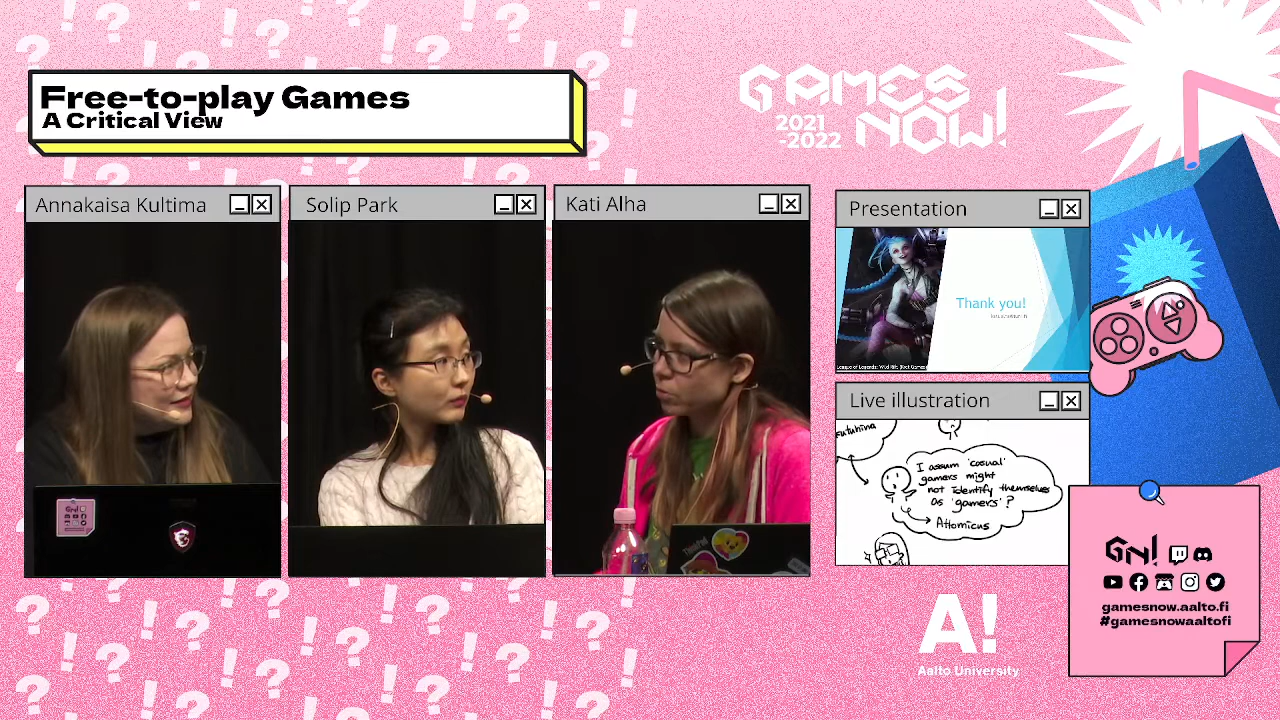 Free-to-play Games
A Critical View
GAMES
NOW!
2021
-2022
Annakaisa Kultima
Solip Park
Kati Alha
Presentation
Thank you!
Live illustration
I assum 'casual'
gamers might
not identify themselves
as 'gamers'?
Attomicus
GN!
GN!
gamesnow.aalto.fi
#gamesnowaaltofi
A!
Aalto University